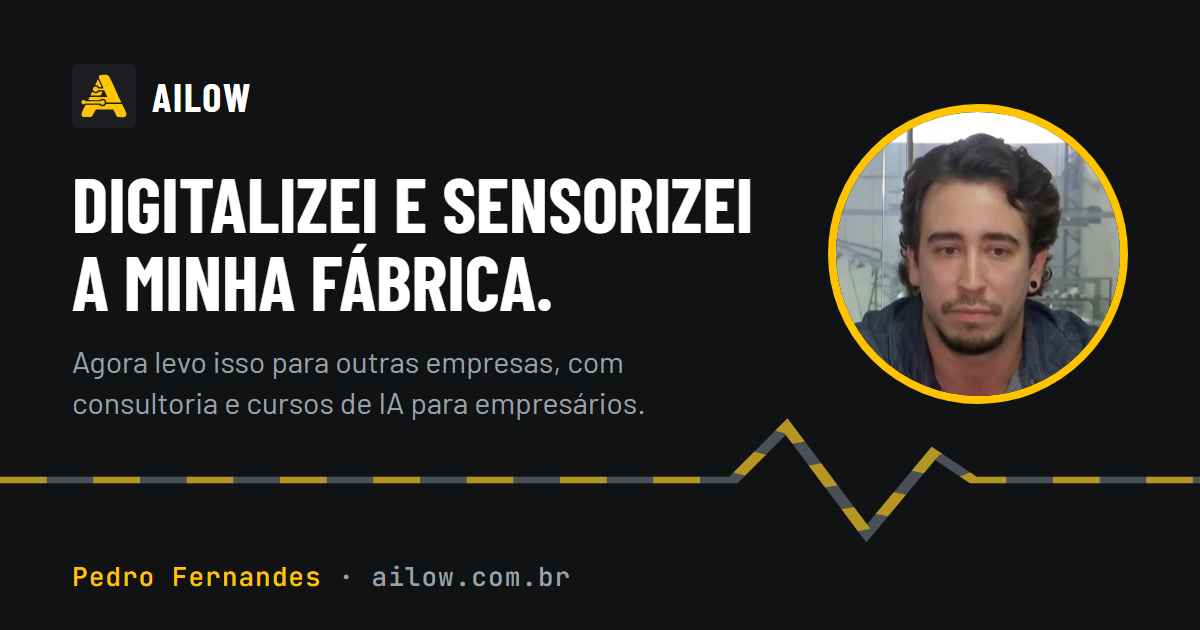 AILOW
DIGITALIZEI E SENSORIZEI
A MINHA FÁBRICA.
Agora levo isso para outras empresas, com
consultoria e cursos de IA para empresários.
Pedro Fernandes · ailow.com.br